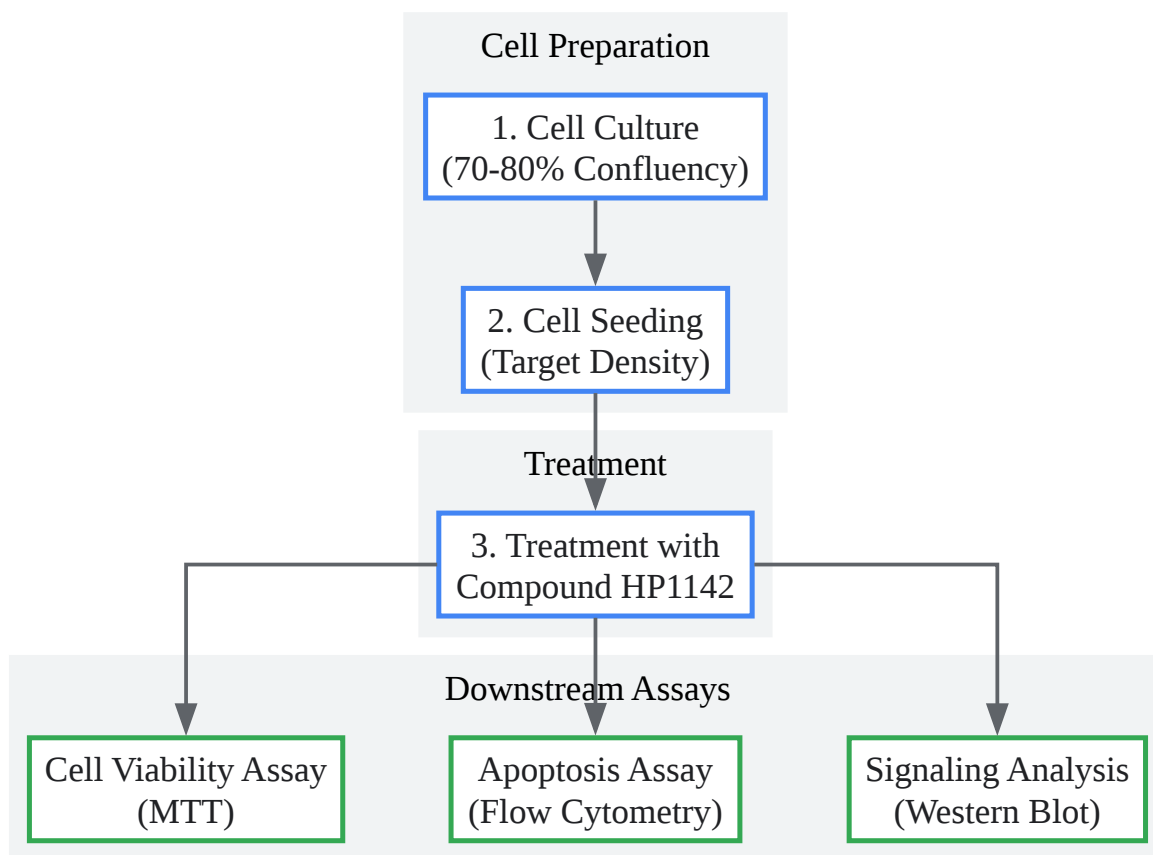 Cell Preparation
1. Cell Culture
(70-80% Confluency)
2. Cell Seeding
(Target Density)
Treatment
3. Treatment with
Compound HP1142
Downstream Assays
Cell Viability Assay
(MTT)
Apoptosis Assay
(Flow Cytometry)
Signaling Analysis
(Western Blot)